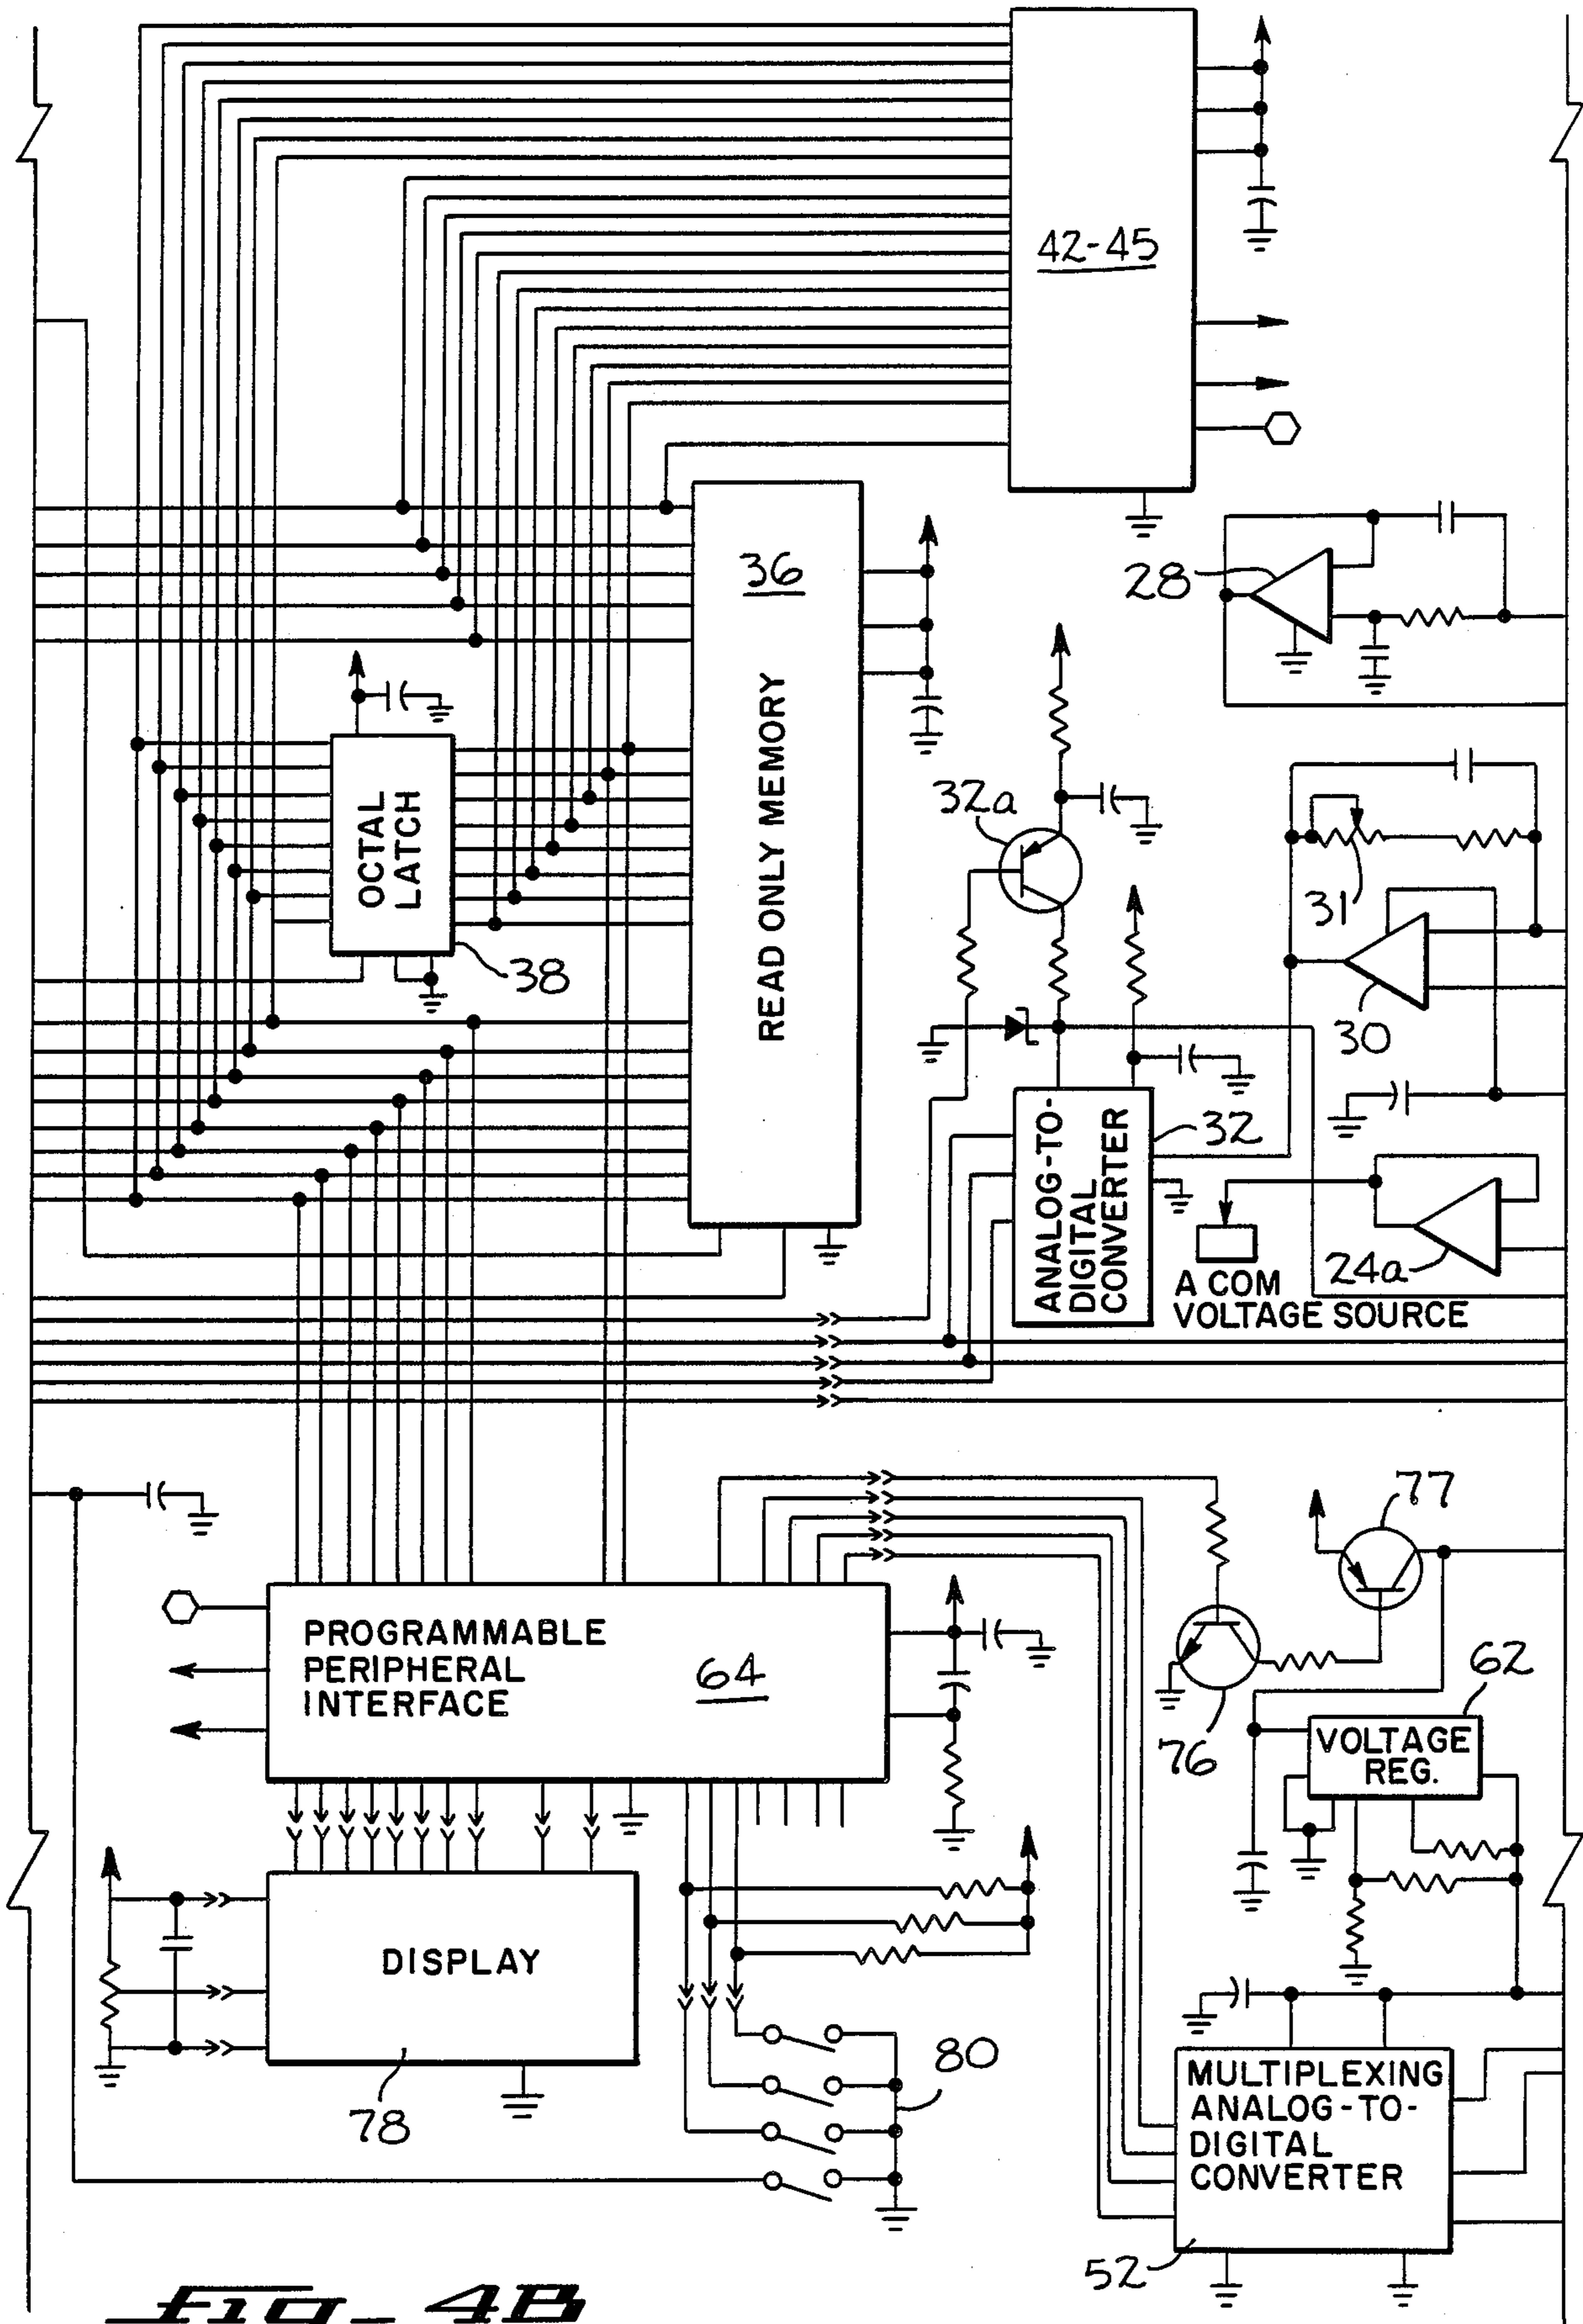 42-45
36
28
READ ONLY MEMORY
32a
OCTAL
LATCH
38
31
30
ANALOG-TO-
DIGITAL
CONVERTER
32
24a
A COM
VOLTAGE SOURCE
77
PROGRAMMABLE
PERIPHERAL
INTERFACE
64
76
62
VOLTAGE
REG.
DISPLAY
78
80
MULTIPLEXING
ANALOG-TO-
DIGITAL
CONVERTER
52
Fig. 4B